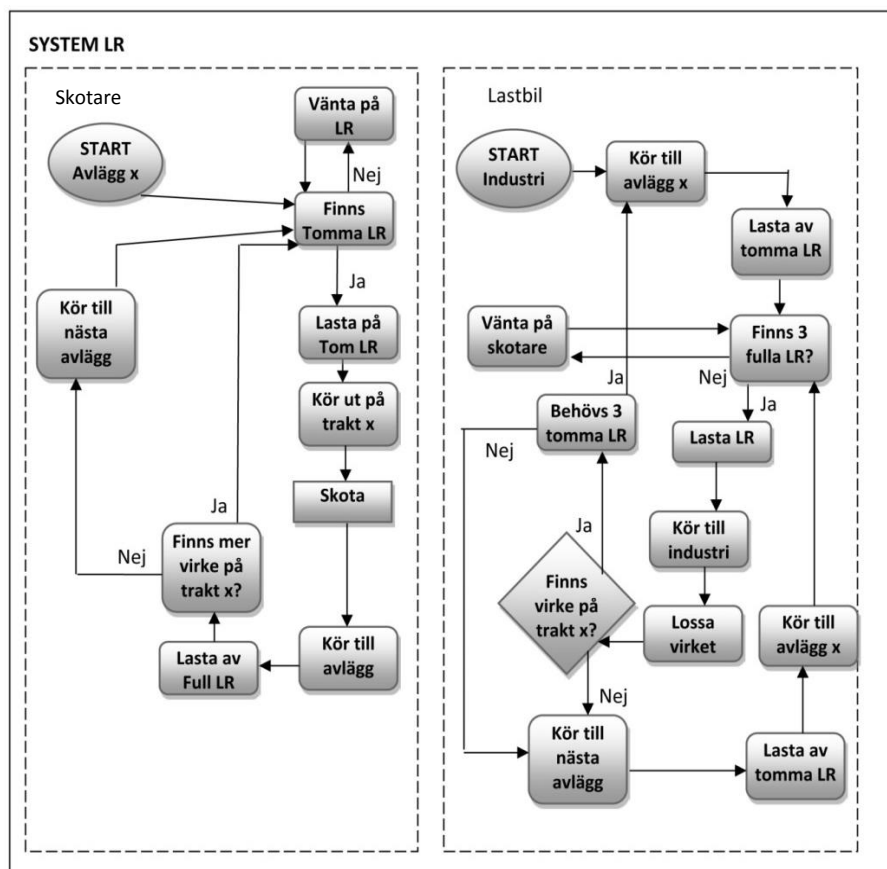 SYSTEM LR
Skotare
START
Avlägg x
Vänta på
LR
Nej
Finns
Tomma LR
Ja
Lasta på
Tom LR
Kör ut på
trakt x
Skota
Kör till
avlägg
Lasta av
Full LR
Finns mer
virke på
trakt x?
Ja
Nej
Kör till
nästa
avlägg
Lastbil
START
Industri
Kör till
avlägg x
Lasta av
tomma LR
Finns 3
fulla LR?
Nej
Vänta på
skotare
Ja
Lasta LR
Kör till
industri
Lossa
virket
Finns
virke på
trakt x?
Ja
Behövs 3
tomma LR
Ja
Nej
Nej
Kör till
nästa
avlägg
Lasta av
tomma LR
Kör till
avlägg x